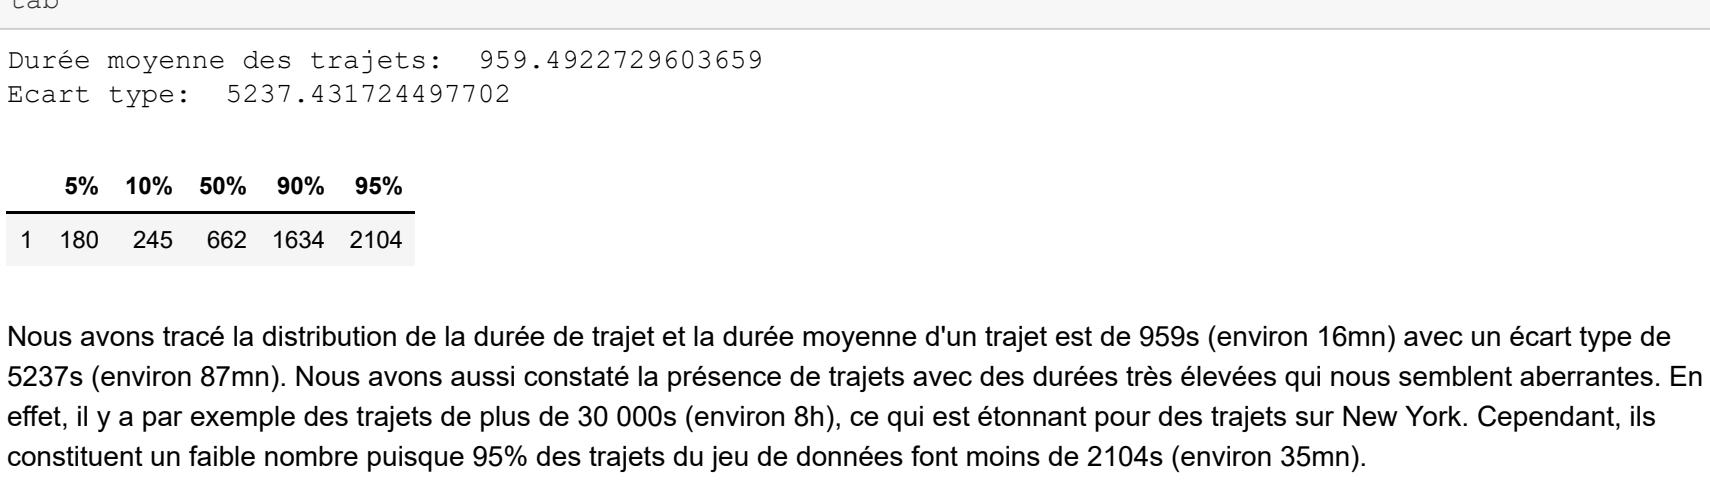 tab
Durée moyenne des trajets:  959.4922729603659
Ecart type:  5237.431724497702
5% 10% 50% 90% 95%
1 180 245 662 1634 2104
Nous avons tracé la distribution de la durée de trajet et la durée moyenne d'un trajet est de 959s (environ 16mn) avec un écart type de
5237s (environ 87mn). Nous avons aussi constaté la présence de trajets avec des durées très élevées qui nous semblent aberrantes. En
effet, il y a par exemple des trajets de plus de 30 000s (environ 8h), ce qui est étonnant pour des trajets sur New York. Cependant, ils
constituent un faible nombre puisque 95% des trajets du jeu de données font moins de 2104s (environ 35mn).